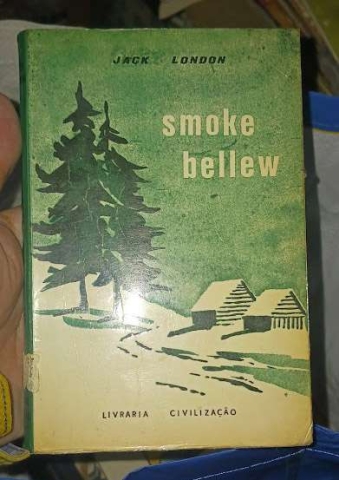 JACK LONDON
smoke
bellew
LIVRARIA CIVILIZAÇÃO